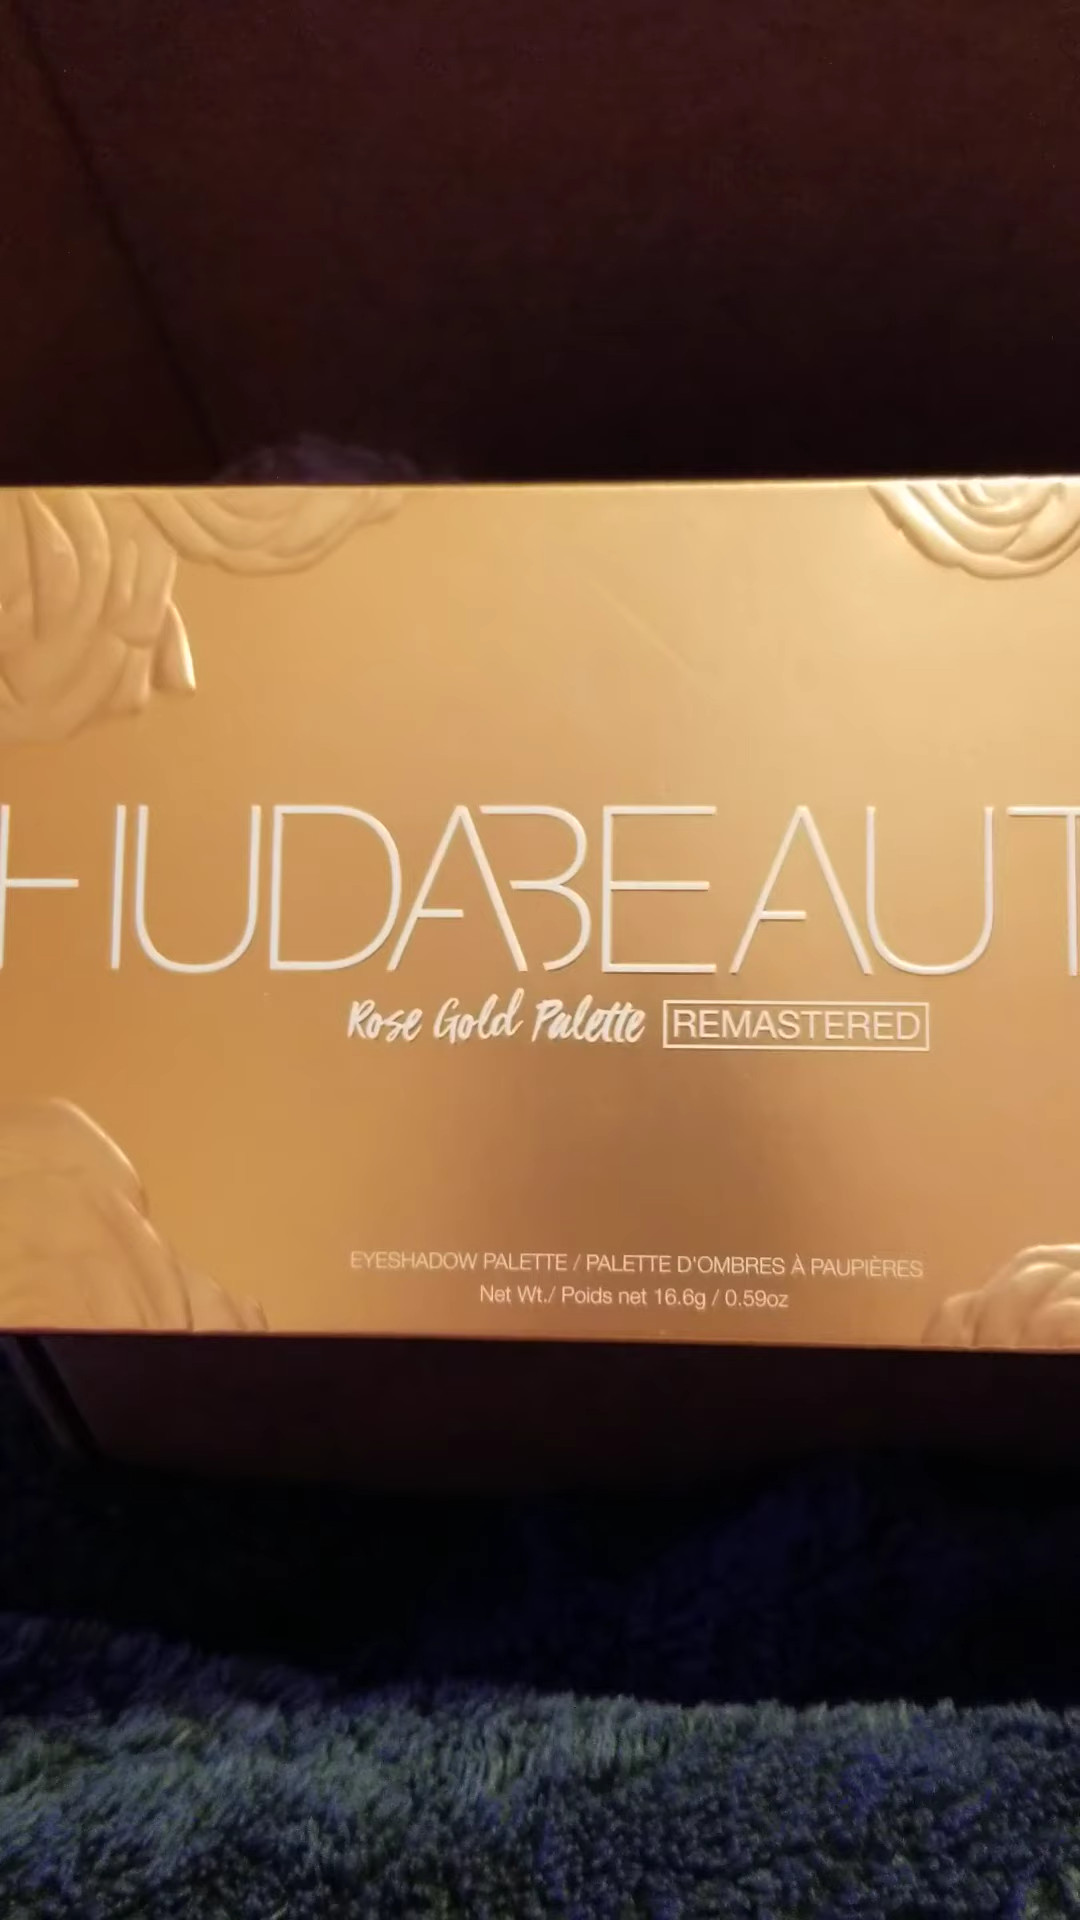 HUDABEAUT
Rose Gold Palette REMASTERED
EYESHADOW PALETTE / PALETTE D'OMBRES À PAUPIÈRES
Net Wt./ Poids net 16.6g / 0.59oz